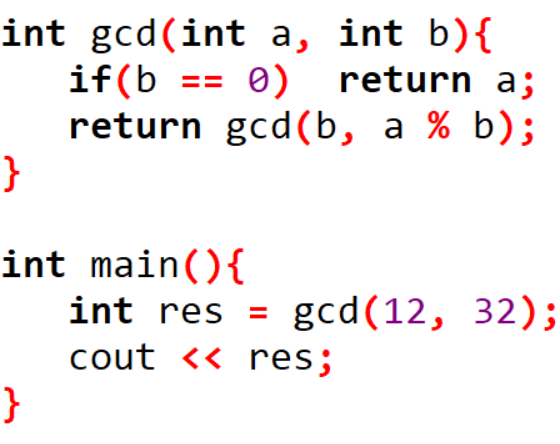 int gcd(int a, int b){
   if(b == 0)  return a;
   return gcd(b, a % b);
}

int main(){
   int res = gcd(12, 32);
   cout << res;
}